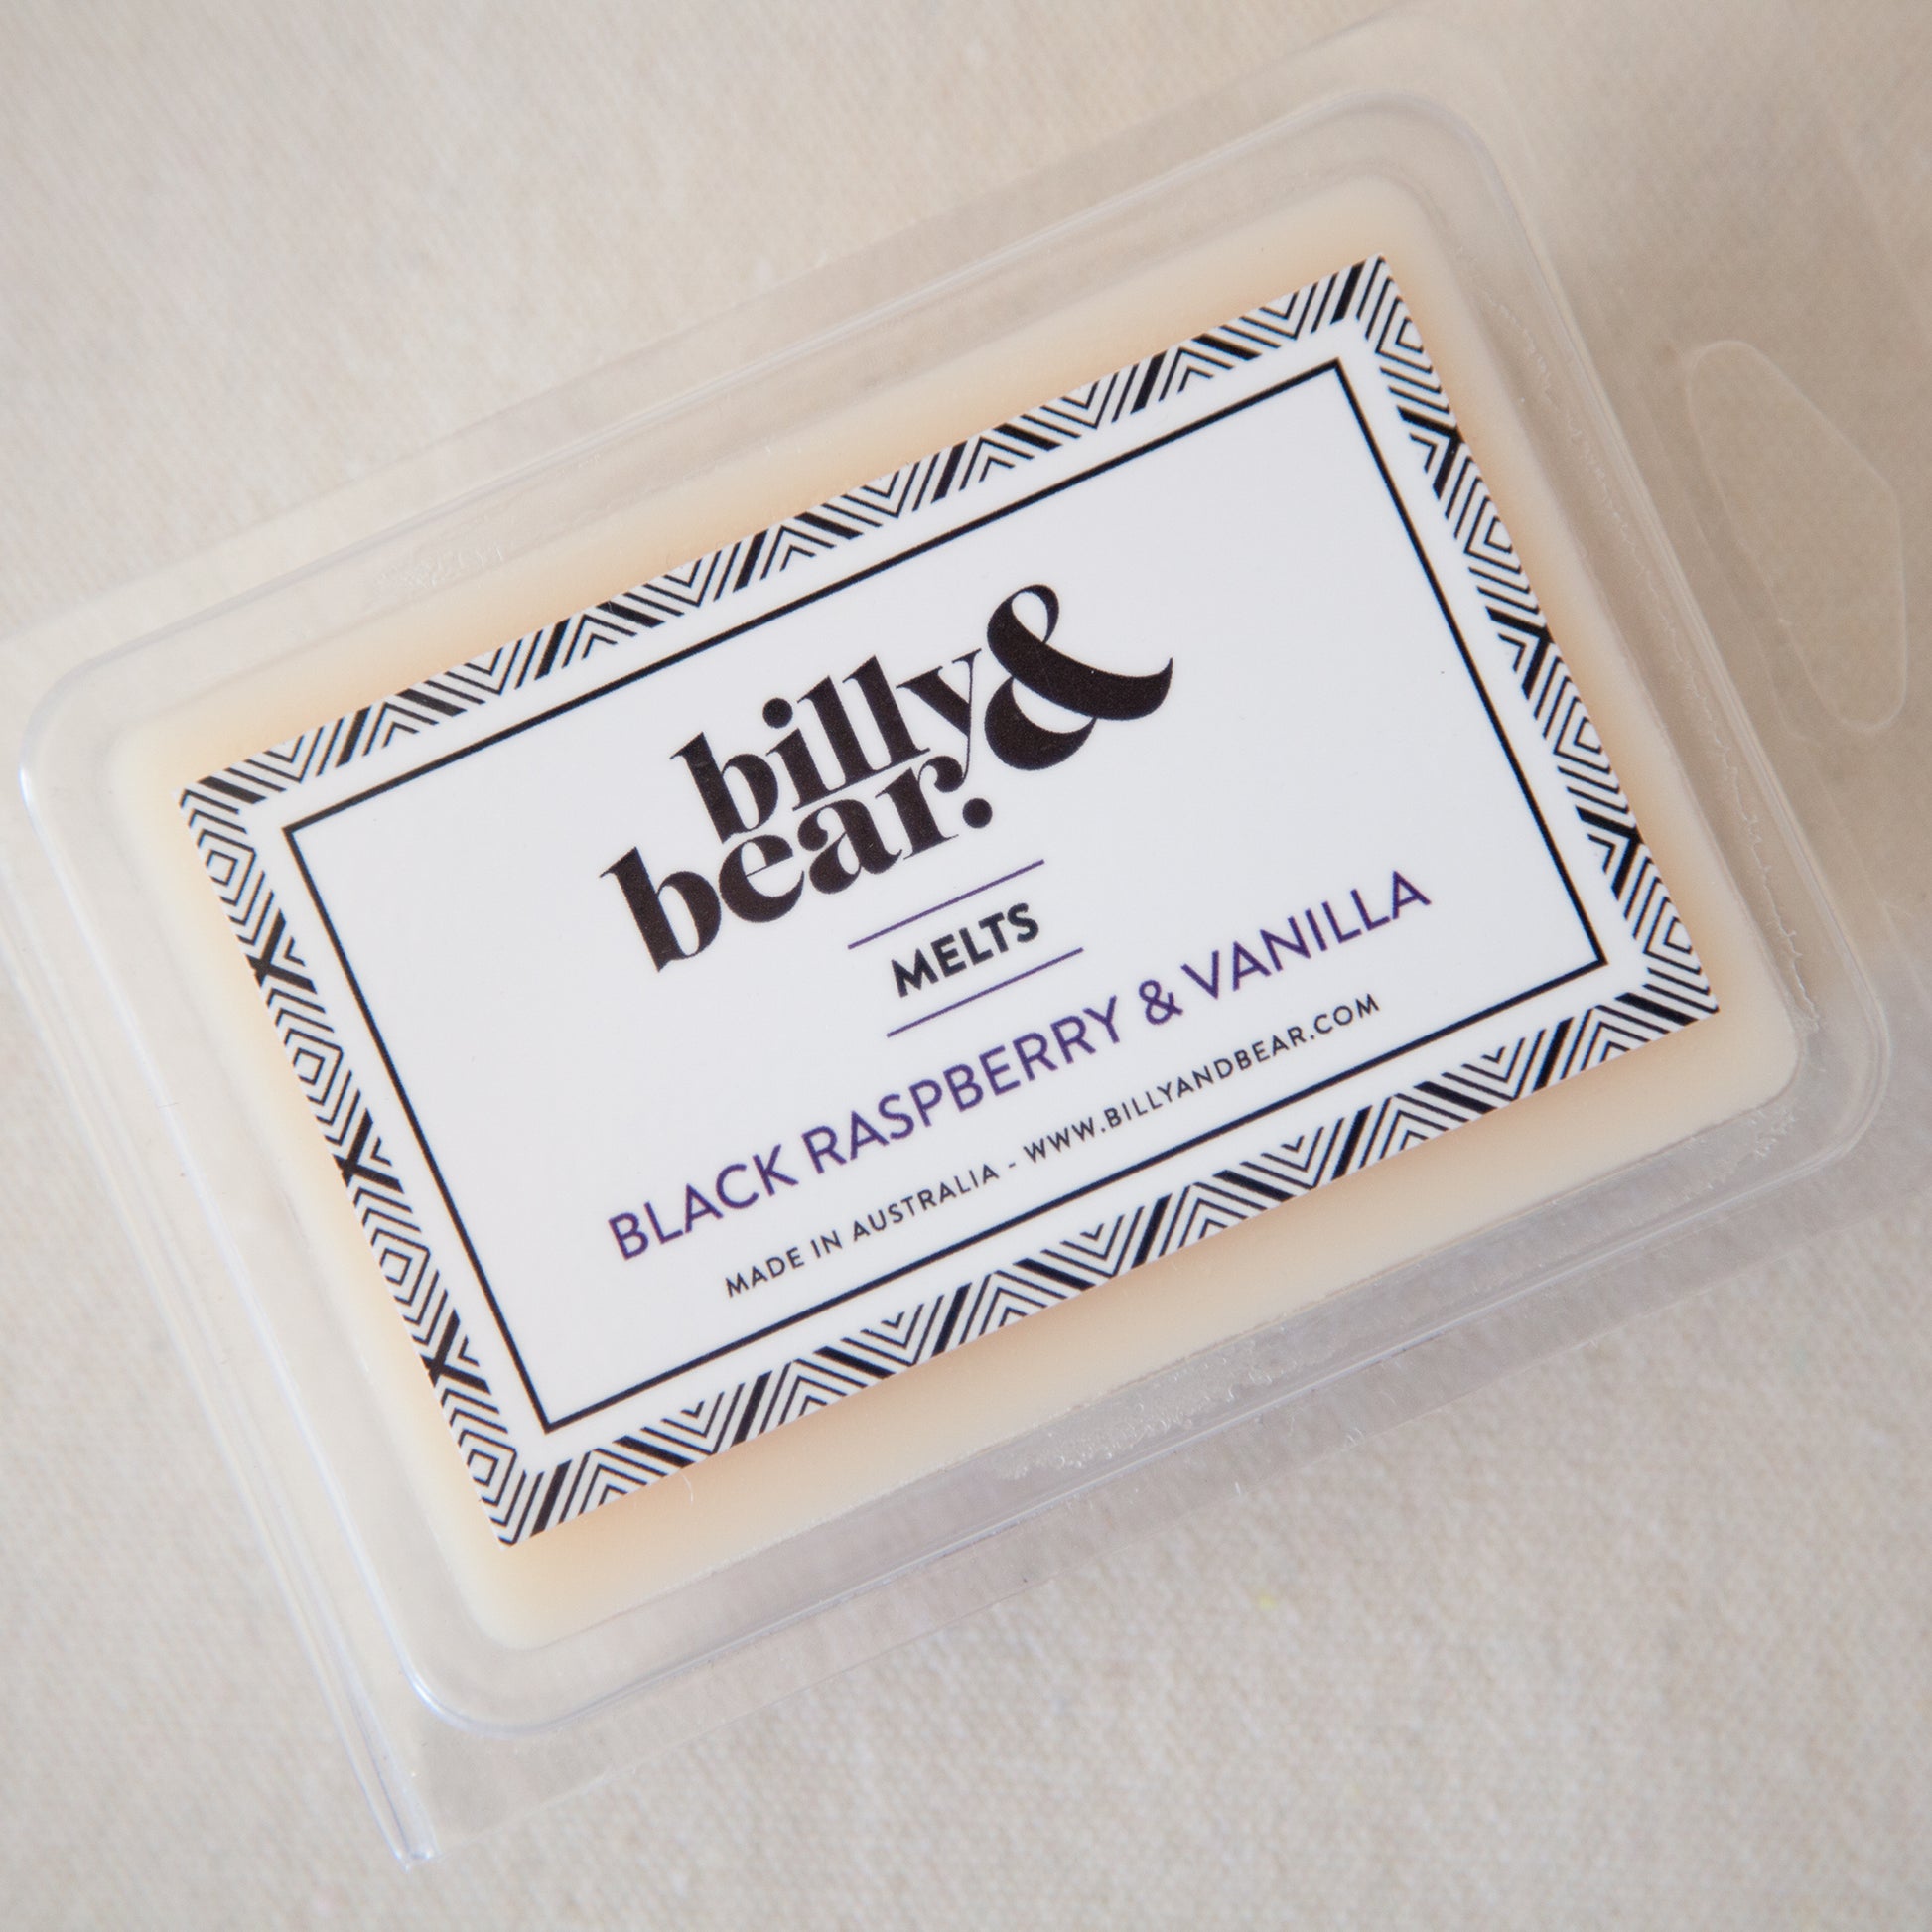 billy&
bear.
MELTS
BLACK RASPBERRY & VANILLA
MADE IN AUSTRALIA - WWW.BILLYANDBEAR.COM